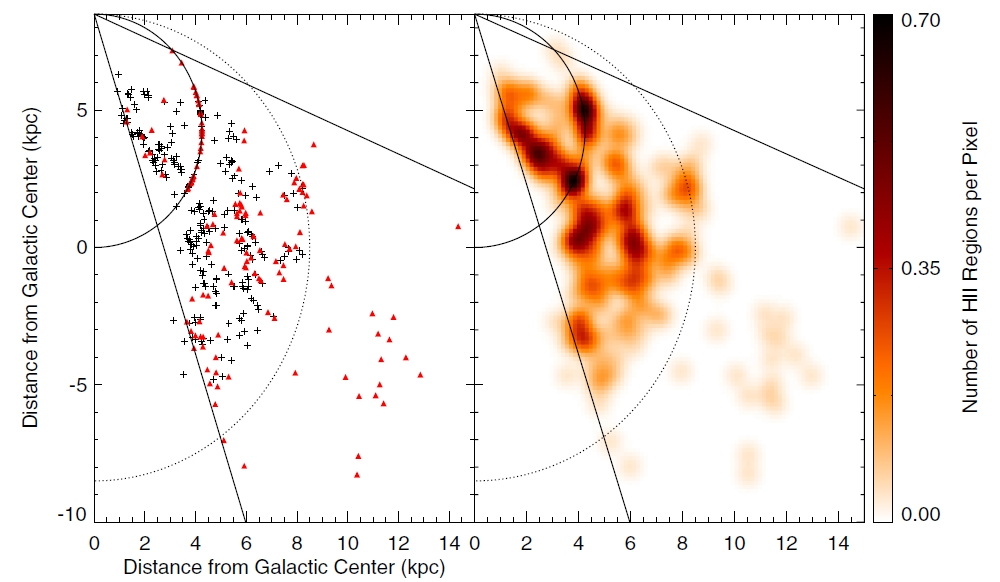 5
0
-5
-10
0 2 4 6 8 10 12 14
0 2 4 6 8 10 12 14
Distance from Galactic Center (kpc)
Distance from Galactic Center (kpc)
0.70
0.35
0.00
Number of HII Regions per Pixel